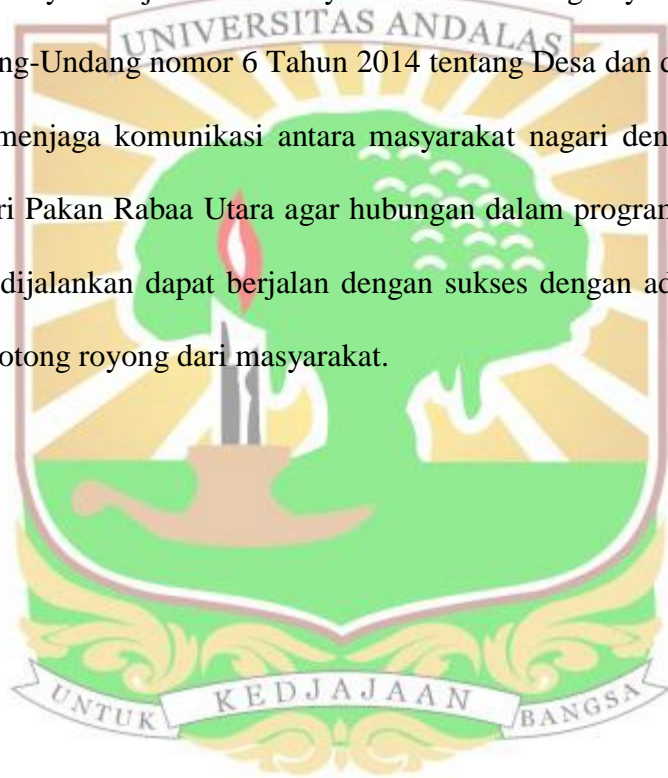 UNIVERSITAS ANDALAS
ng-Undang nomor 6 Tahun 2014 tentang Desa dan d
menjaga komunikasi antara masyarakat nagari den
ri Pakan Rabaa Utara agar hubungan dalam program
dijalankan dapat berjalan dengan sukses dengan ad
otong royong dari masyarakat.
UNTUK KEDJAJAAN BANGSA